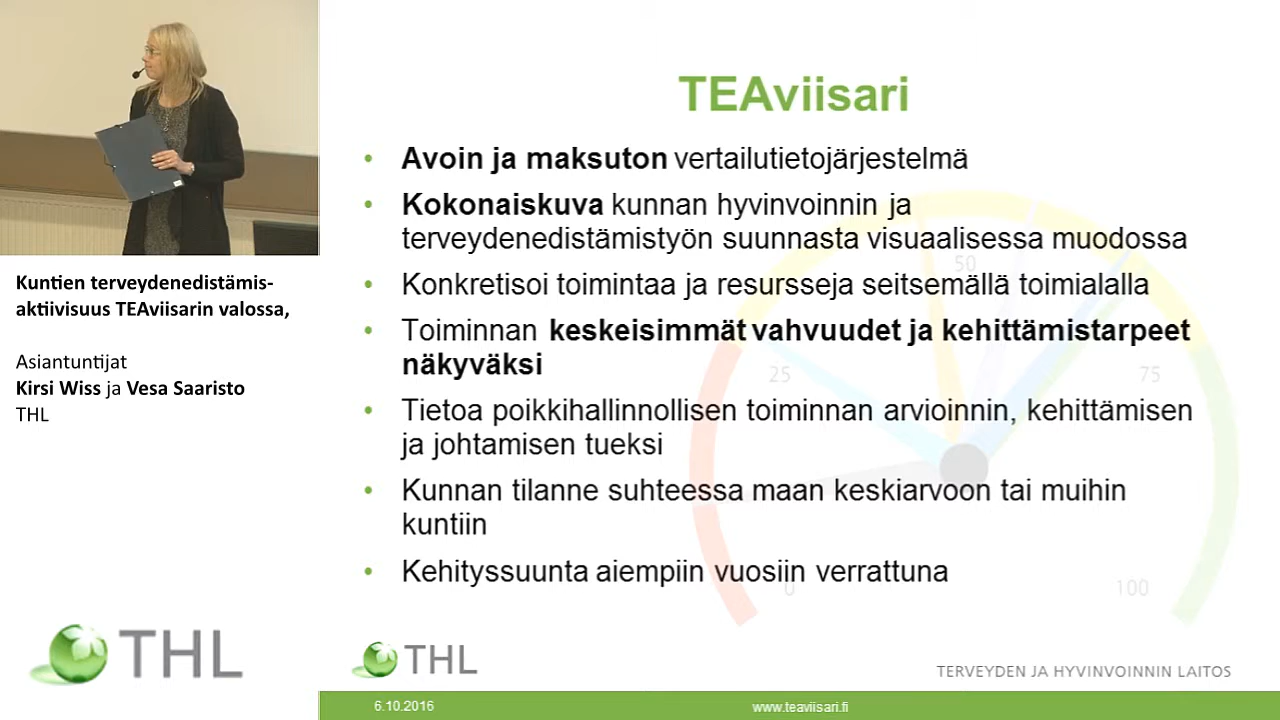 Kuntien terveydenedistämis-
aktiivisuus TEAviisarin valossa,
Asiantuntijat
Kirsi Wiss ja Vesa Saaristo
THL
THL
TEAviisari
• Avoin ja maksuton vertailutietojärjestelmä
• Kokonaiskuva kunnan hyvinvoinnin ja
terveydenedistämistyön suunnasta visuaalisessa muodossa
• Konkretisoi toimintaa ja resursseja seitsemällä toimialalla
• Toiminnan keskeisimmät vahvuudet ja kehittämistarpeet
näkyväksi
• Tietoa poikkihallinnollisen toiminnan arvioinnin, kehittämisen
ja johtamisen tueksi
• Kunnan tilanne suhteessa maan keskiarvoon tai muihin
kuntiin
• Kehityssuunta aiempiin vuosiin verrattuna
0
25
50
75
100
THL
TERVEYDEN JA HYVINVOINNIN LAITOS
6.10.2016
www.teaviisari.fi